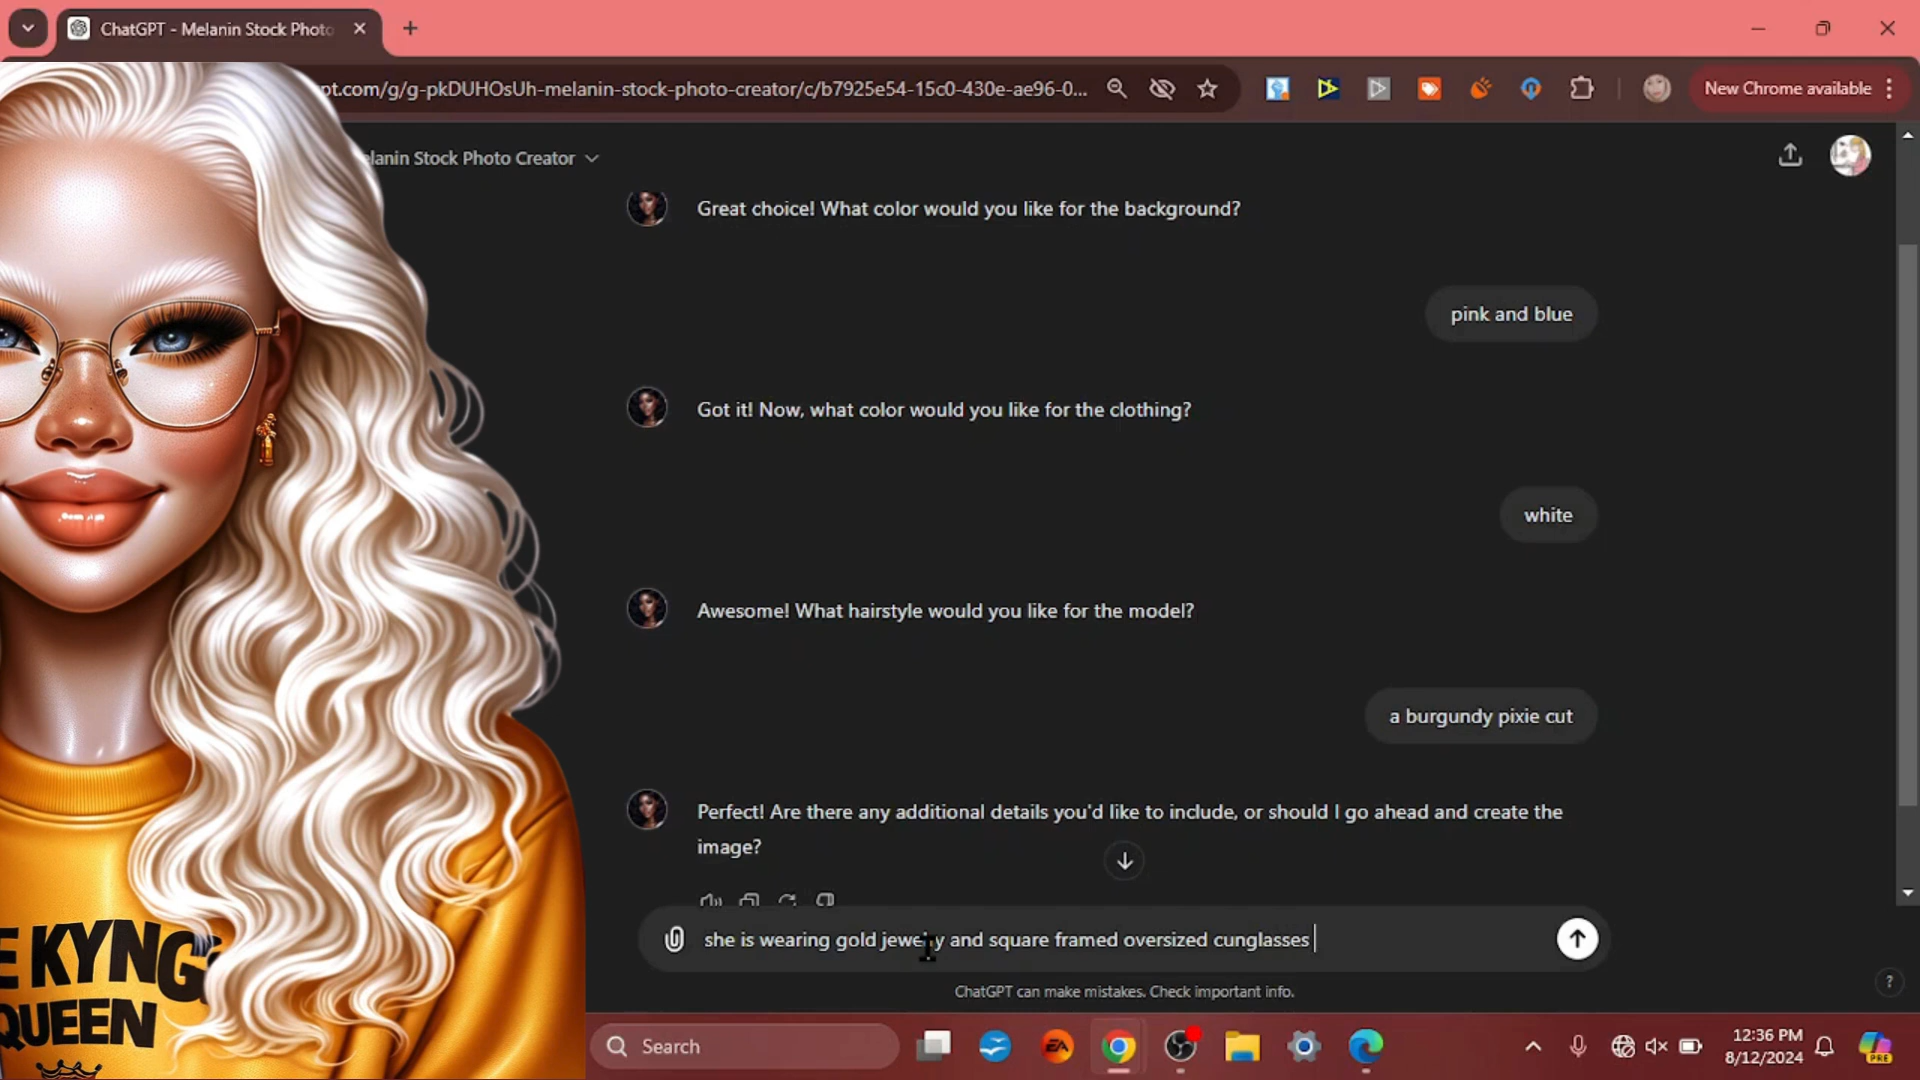 ChatGPT - Melanin Stock Photo
pt.com/g/g-pkDUHOsUh-melanin-stock-photo-creator/c/b7925e54-15c0-430e-ae96-0...
New Chrome available
elanin Stock Photo Creator
Great choice! What color would you like for the background?
pink and blue
Got it! Now, what color would you like for the clothing?
white
Awesome! What hairstyle would you like for the model?
a burgundy pixie cut
Perfect! Are there any additional details you'd like to include, or should I go ahead and create the
image?
she is wearing gold jewelry and square framed oversized cunglasses
ChatGPT can make mistakes. Check important info.
?
E KYNG
QUEEN
Search
EA
12:36 PM
8/12/2024
PRE